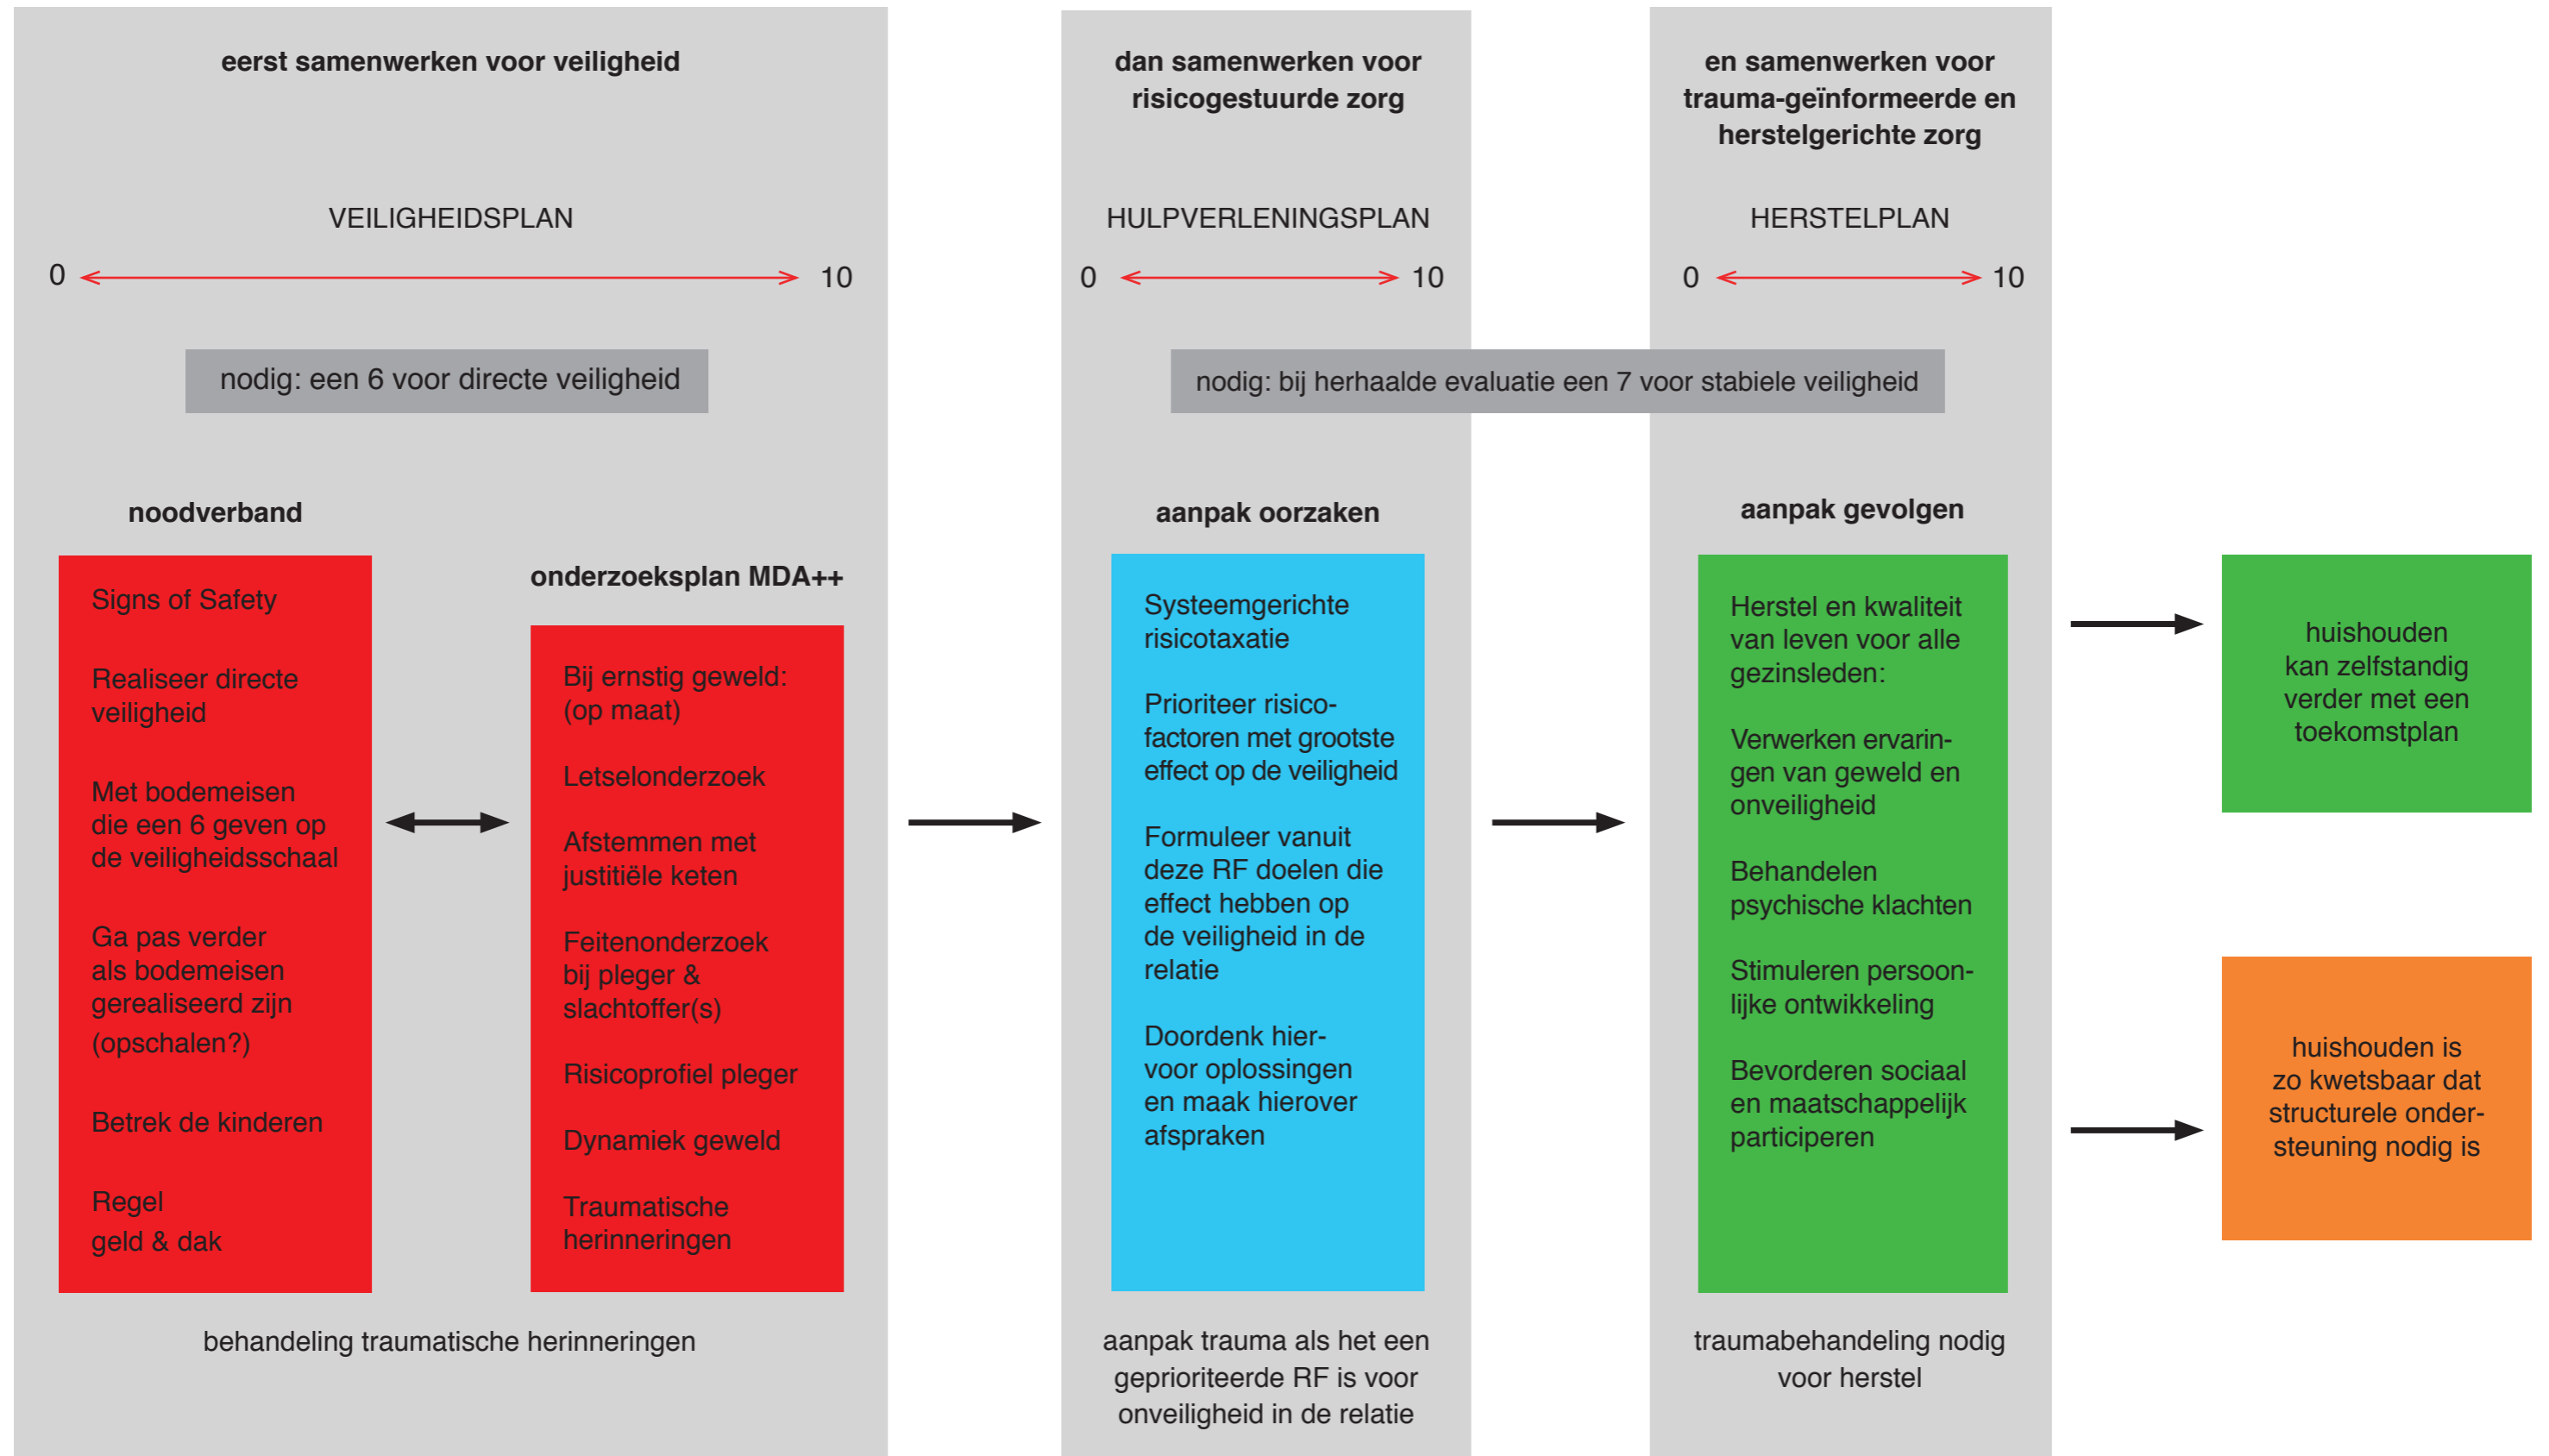 eerst samenwerken voor veiligheid
VEILIGHEIDSPLAN
0
10
nodig: een 6 voor directe veiligheid
noodverband
Signs of Safety
Realiseer directe
veiligheid
Met bodemeisen
die een 6 geven op
de veiligheidsschaal
Ga pas verder
als bodemeisen
gerealiseerd zijn
(opschalen?)
Betrek de kinderen
Regel
geld & dak
onderzoeksplan MDA++
Bij ernstig geweld:
(op maat)
Letselonderzoek
Afstemmen met
justitiële keten
Feitenonderzoek
bij pleger &
slachtoffer(s)
Risicoprofiel pleger
Dynamiek geweld
Traumatische
herinneringen
behandeling traumatische herinneringen
dan samenwerken voor
risicogestuurde zorg
HULPVERLENINGSPLAN
0
10
nodig: bij herhaalde evaluatie een 7 voor stabiele veiligheid
aanpak oorzaken
Systeemgerichte
risicotaxatie
Prioriteer risico-
factoren met grootste
effect op de veiligheid
Formuleer vanuit
deze RF doelen die
effect hebben op
de veiligheid in de
relatie
Doordenk hier-
voor oplossingen
en maak hierover
afspraken
aanpak trauma als het een
geprioriteerde RF is voor
onveiligheid in de relatie
en samenwerken voor
trauma-geïnformeerde en
herstelgerichte zorg
HERSTELPLAN
0
10
aanpak gevolgen
Herstel en kwaliteit
van leven voor alle
gezinsleden:
Verwerken ervarin-
gen van geweld en
onveiligheid
Behandelen
psychische klachten
Stimuleren persoon-
lijke ontwikkeling
Bevorderen sociaal
en maatschappelijk
participeren
traumabehandeling nodig
voor herstel
huishouden
kan zelfstandig
verder met een
toekomstplan
huishouden is
zo kwetsbaar dat
structurele onder-
steuning nodig is